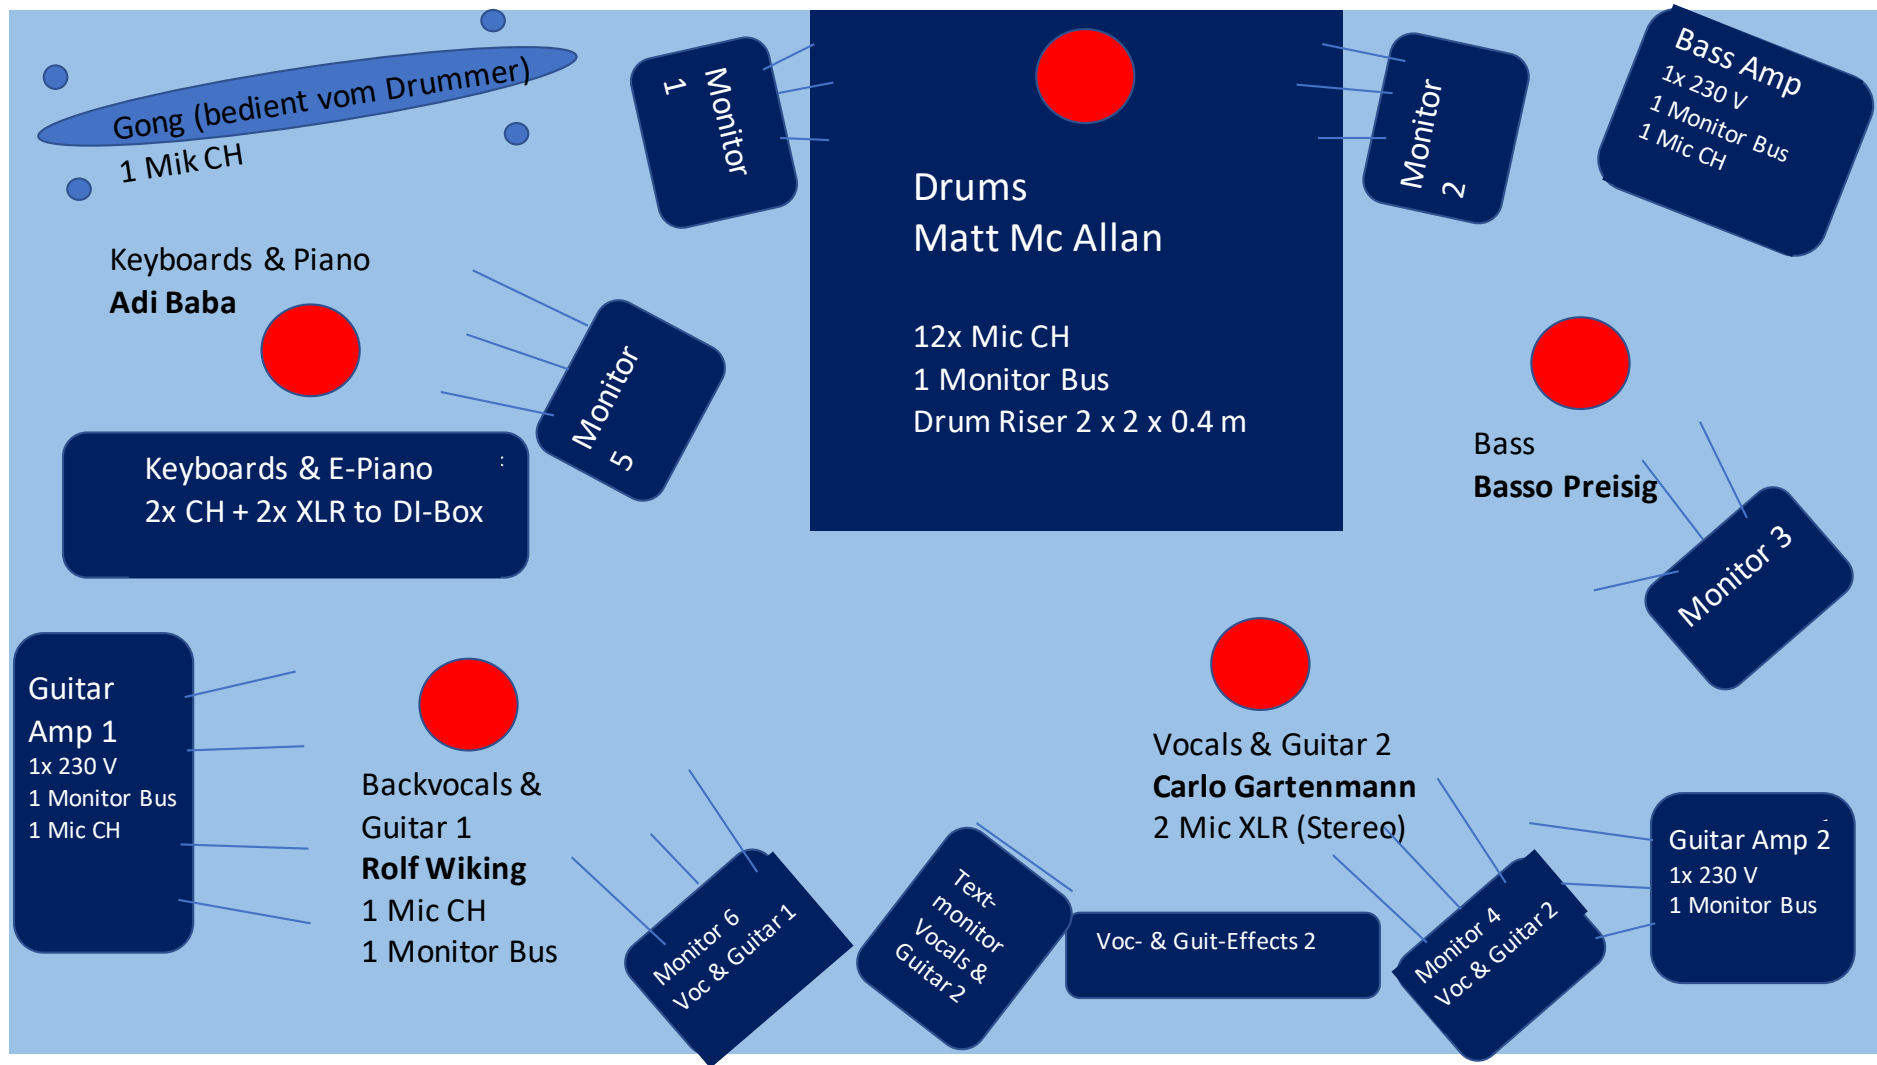 Gong (bedient vom Drummer)
1 Mik CH
Monitor
1
Drums
Matt Mc Allan
12x Mic CH
1 Monitor Bus
Drum Riser 2 x 2 x 0.4 m
Monitor
2
Bass Amp
1x 230 V
1 Monitor Bus
1 Mic CH
Keyboards & Piano
Adi Baba
Monitor
5
Keyboards & E-Piano
2x CH + 2x XLR to DI-Box
Bass
Basso Preisig
Monitor 3
Guitar
Amp 1
1x 230 V
1 Monitor Bus
1 Mic CH
Backvocals &
Guitar 1
Rolf Wiking
1 Mic CH
1 Monitor Bus
Monitor 6
Voc & Guitar 1
Text-
monitor
Vocals &
Guitar 2
Vocals & Guitar 2
Carlo Gartenmann
2 Mic XLR (Stereo)
Voc- & Guit-Effects 2
Monitor 4
Voc & Guitar 2
Guitar Amp 2
1x 230 V
1 Monitor Bus